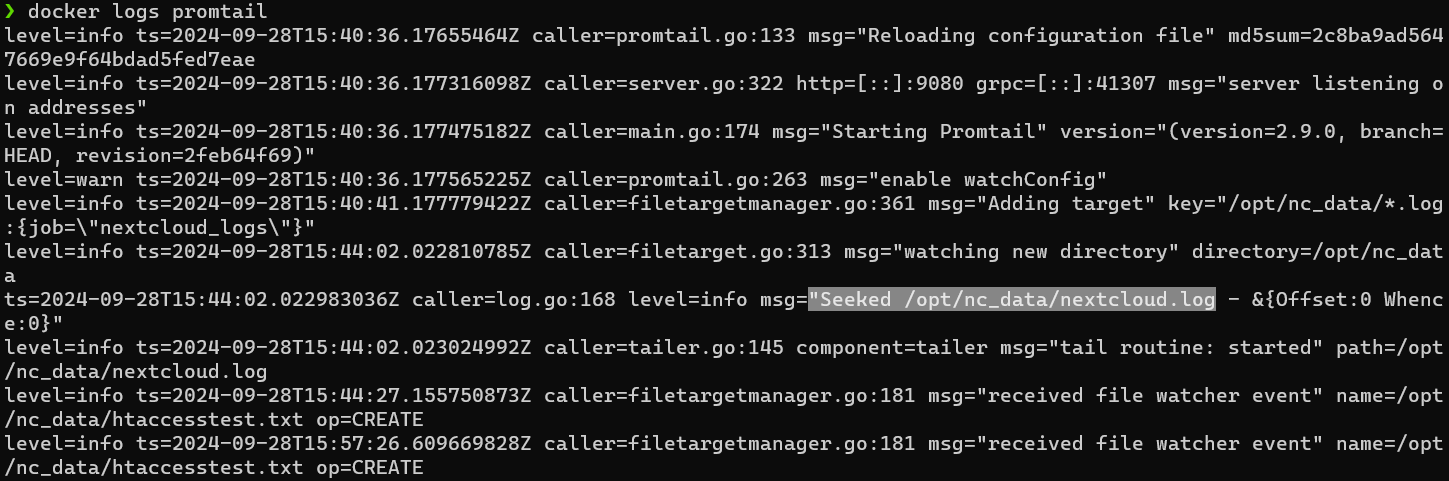 ❯ docker logs promtail
level=info ts=2024-09-28T15:40:36.17655464Z caller=promtail.go:133 msg="Reloading configuration file" md5sum=2c8ba9ad564
7669e9f64bdad5fed7eae
level=info ts=2024-09-28T15:40:36.177316098Z caller=server.go:322 http=[::]:9080 grpc=[::]:41307 msg="server listening o
n addresses"
level=info ts=2024-09-28T15:40:36.177475182Z caller=main.go:174 msg="Starting Promtail" version="(version=2.9.0, branch=
HEAD, revision=2feb64f69)"
level=warn ts=2024-09-28T15:40:36.177565225Z caller=promtail.go:263 msg="enable watchConfig"
level=info ts=2024-09-28T15:40:41.177779422Z caller=filetargetmanager.go:361 msg="Adding target" key="/opt/nc_data/*.log
:{job=\"nextcloud_logs\"}"
level=info ts=2024-09-28T15:44:02.022810785Z caller=filetarget.go:313 msg="watching new directory" directory=/opt/nc_dat
a
ts=2024-09-28T15:44:02.022983036Z caller=log.go:168 level=info msg="Seeked /opt/nc_data/nextcloud.log - &{Offset:0 Whenc
e:0}"
level=info ts=2024-09-28T15:44:02.023024992Z caller=tailer.go:145 component=tailer msg="tail routine: started" path=/opt
/nc_data/nextcloud.log
level=info ts=2024-09-28T15:44:27.155750873Z caller=filetargetmanager.go:181 msg="received file watcher event" name=/opt
/nc_data/htaccesstest.txt op=CREATE
level=info ts=2024-09-28T15:57:26.609669828Z caller=filetargetmanager.go:181 msg="received file watcher event" name=/opt
/nc_data/htaccesstest.txt op=CREATE